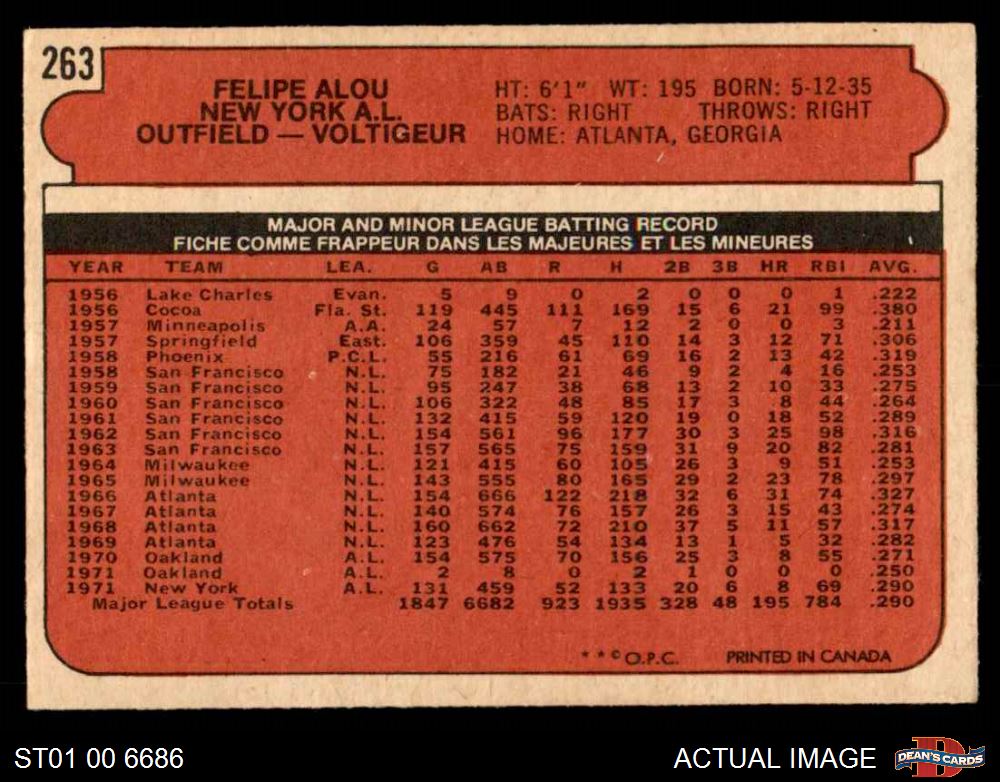 263
FELIPE ALOU
NEW YORK A.L.
OUTFIELD — VOLTIGEUR
HT: 6'1" WT: 195 BORN: 5-12-35
BATS: RIGHT THROWS: RIGHT
HOME: ATLANTA, GEORGIA
MAJOR AND MINOR LEAGUE BATTING RECORD
FICHE COMME FRAPPEUR DANS LES MAJEURES ET LES MINEURES
YEAR TEAM LEA. G AB R H 2B 3B HR RBI AVG.
1956 Lake Charles Evan. 5 9 0 2 0 0 0 1 .222
1956 Cocoa Fla. St. 119 445 111 169 15 6 21 99 .380
1957 Minneapolis A.A. 24 57 7 12 2 0 0 3 .211
1957 Springfield East. 106 359 45 110 14 3 12 71 .306
1958 Phoenix P.C.L. 55 216 61 69 16 2 13 42 .319
1958 San Francisco N.L. 75 182 21 46 9 2 4 16 .253
1959 San Francisco N.L. 95 247 38 68 13 2 10 33 .275
1960 San Francisco N.L. 106 322 48 85 17 3 8 44 .264
1961 San Francisco N.L. 132 415 59 120 19 0 18 52 .289
1962 San Francisco N.L. 154 561 96 177 30 3 25 98 .316
1963 San Francisco N.L. 157 565 75 159 31 9 20 82 .281
1964 Milwaukee N.L. 121 415 60 105 26 3 9 51 .253
1965 Milwaukee N.L. 143 555 80 165 29 2 23 78 .297
1966 Atlanta N.L. 154 666 122 218 32 6 31 74 .327
1967 Atlanta N.L. 140 574 76 157 26 3 15 43 .274
1968 Atlanta N.L. 160 662 72 210 37 5 11 57 .317
1969 Atlanta N.L. 123 476 54 134 13 1 5 32 .282
1970 Oakland A.L. 154 575 70 156 25 3 8 55 .271
1971 Oakland A.L. 2 8 0 2 1 0 0 0 .250
1971 New York A.L. 131 459 52 133 20 6 8 69 .290
Major League Totals 1847 6682 923 1935 328 48 195 784 .290
* * © O.P.C. PRINTED IN CANADA
ST01 00 6686
ACTUAL IMAGE
D
DEAN'S CARDS